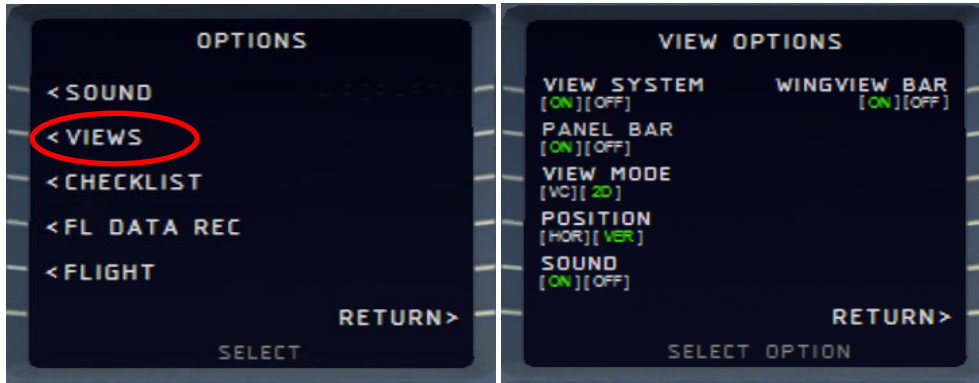 OPTIONS
<SOUND
<VIEWS
<CHECKLIST
<FL DATA REC
<FLIGHT
RETURN>
SELECT
VIEW OPTIONS
VIEW SYSTEM WINGVIEW BAR
[ON][OFF] [ON][OFF]
PANEL BAR
[ON][OFF]
VIEW MODE
[VC][2D]
POSITION
[HOR][VER]
SOUND
[ON][OFF]
RETURN>
SELECT OPTION